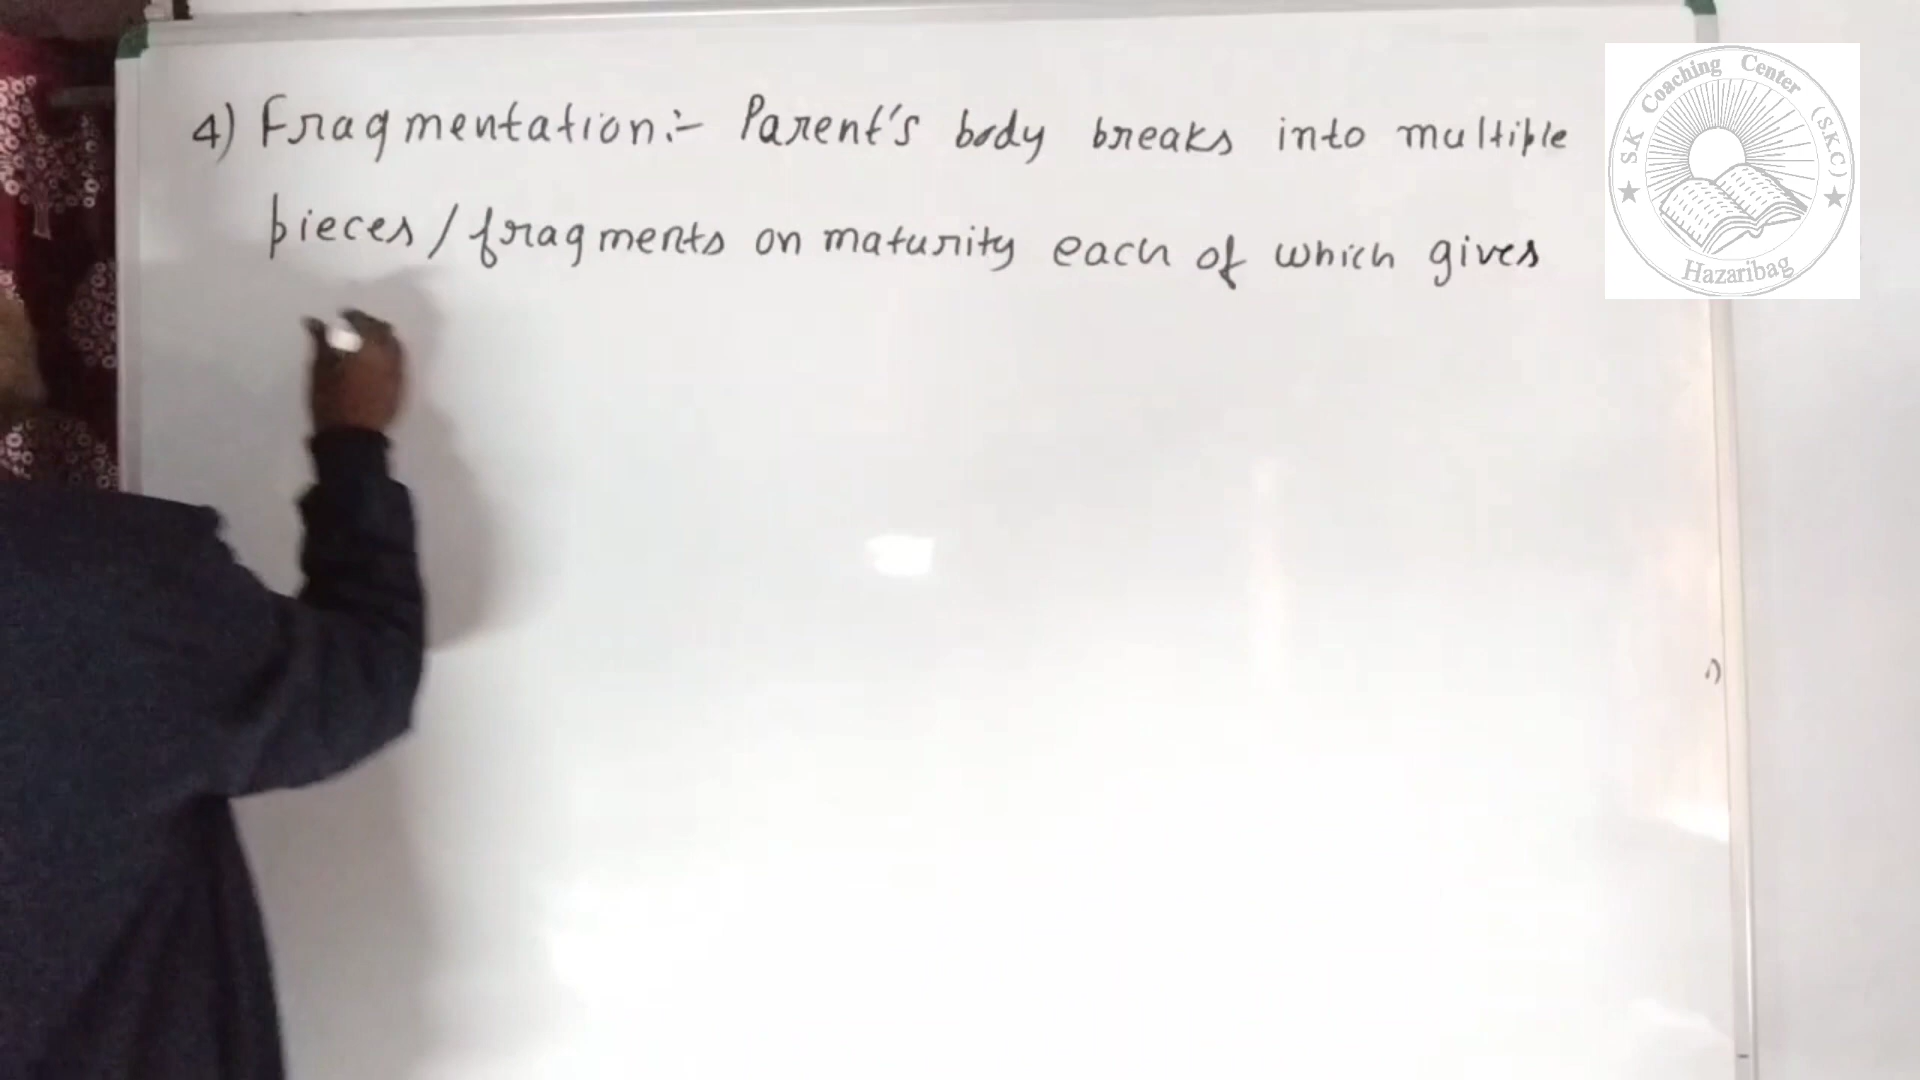 4) Fragmentation:- Parent's body breaks into multiple
pieces/fragments on maturity each of which gives
S.K Coaching Center (S.K.C)
Hazaribag